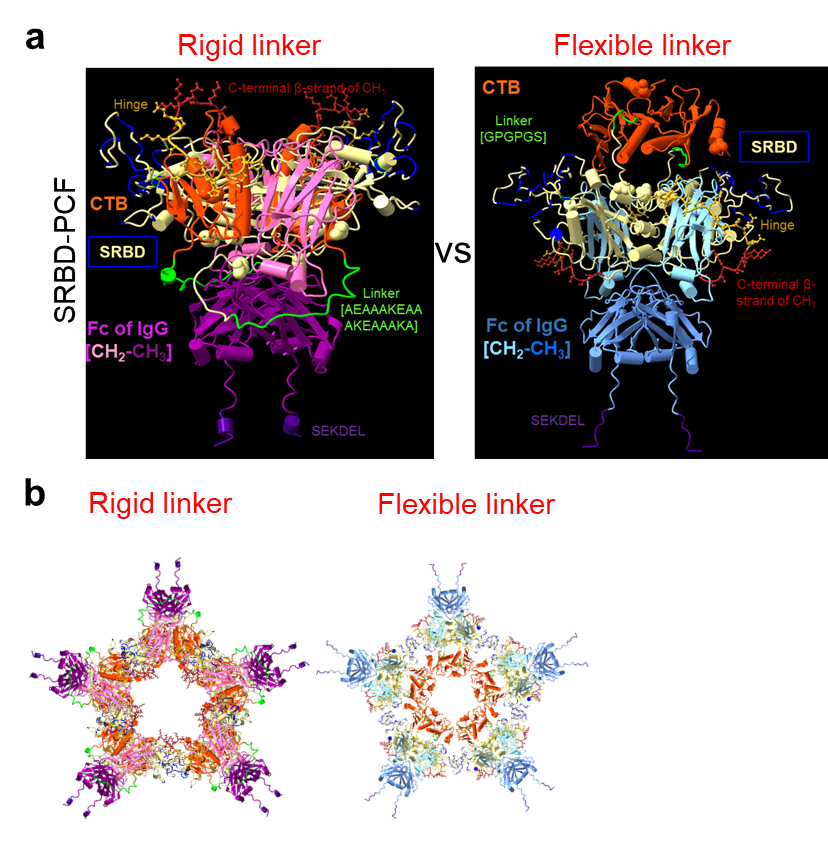 a
Rigid linker
Flexible linker
SRBD-PCF
Hinge
C-terminal β-strand of CH1
CTB
SRBD
Linker
[AEAAAKEAA
AKEAAAKA]
Fc of IgG
[CH2-CH3]
SEKDEL
VS
CTB
Linker
[GPGPGS]
SRBD
Hinge
C-terminal β-
strand of CH1
Fc of IgG
[CH2-CH3]
SEKDEL
b
Rigid linker
Flexible linker